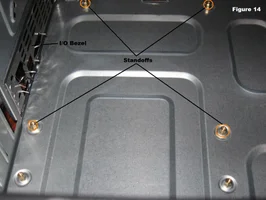 Figure 14
I/O Bezel
Standoffs